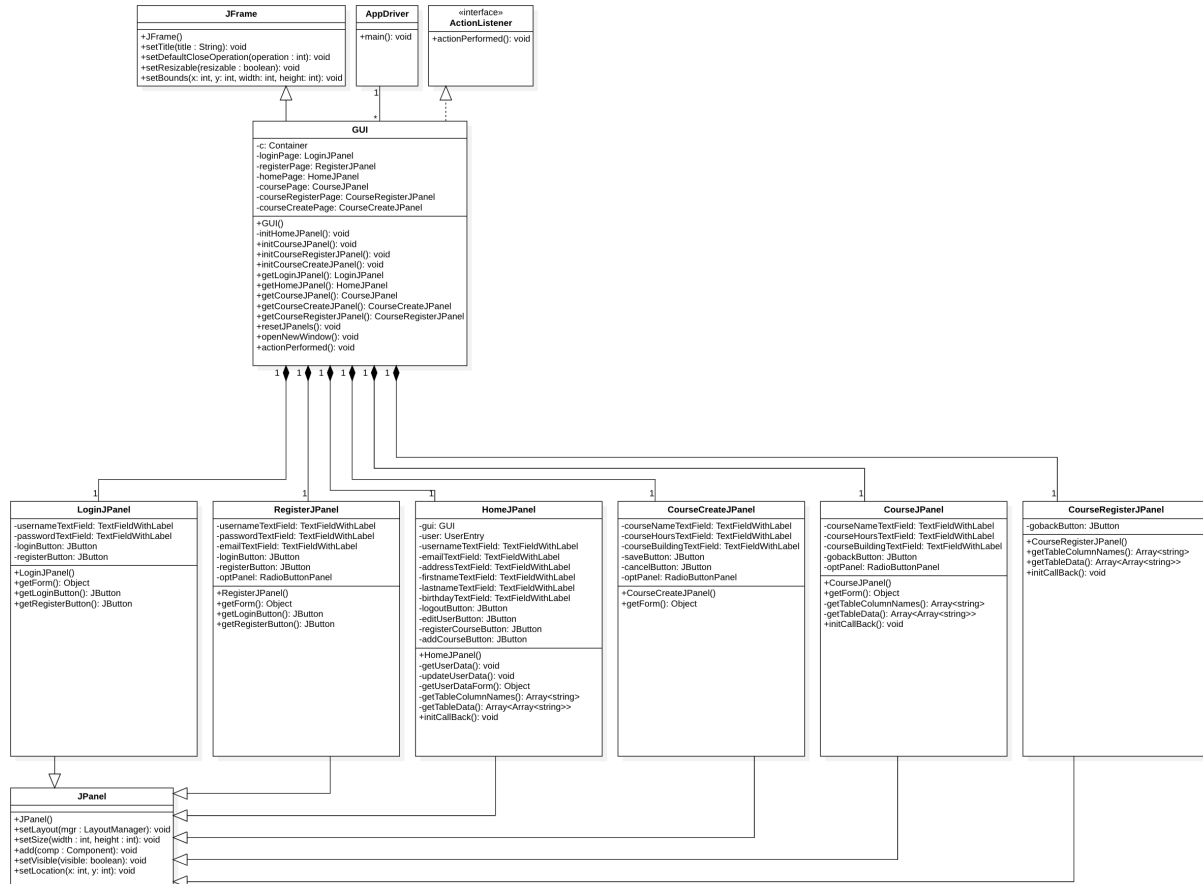 JFrame
+JFrame()
+setTitle(title : String): void
+setDefaultCloseOperation(operation : int): void
+setResizable(resizable : boolean): void
+setBounds(x: int, y: int, width: int, height: int): void
AppDriver
+main(): void
«interface»
ActionListener
+actionPerformed(): void
1
*
GUI
-c: Container
-loginPage: LoginJPanel
-registerPage: RegisterJPanel
-homePage: HomeJPanel
-coursePage: CourseJPanel
-courseRegisterPage: CourseRegisterJPanel
-courseCreatePage: CourseCreateJPanel
+GUI()
-initHomeJPanel(): void
+initCourseJPanel(): void
+initCourseRegisterJPanel(): void
+initCourseCreateJPanel(): void
+getLoginJPanel(): LoginJPanel
+getHomeJPanel(): HomeJPanel
+getCourseJPanel(): CourseJPanel
+getCourseCreateJPanel(): CourseCreateJPanel
+getCourseRegisterJPanel(): CourseRegisterJPanel
+resetJPanels(): void
+openNewWindow(): void
+actionPerformed(): void
1 1 1 1 1 1
1 1 1 1 1 1
LoginJPanel
-usernameTextField: TextFieldWithLabel
-passwordTextField: TextFieldWithLabel
-loginButton: JButton
-registerButton: JButton
+LoginJPanel()
+getForm(): Object
+getLoginButton(): JButton
+getRegisterButton(): JButton
RegisterJPanel
-usernameTextField: TextFieldWithLabel
-passwordTextField: TextFieldWithLabel
-emailTextField: TextFieldWithLabel
-loginButton: JButton
-registerButton: JButton
-optPanel: RadioButtonPanel
+RegisterJPanel()
+getForm(): Object
+getLoginButton(): JButton
+getRegisterButton(): JButton
HomeJPanel
-gui: GUI
-user: UserEntry
-usernameTextField: TextFieldWithLabel
-emailTextField: TextFieldWithLabel
-addressTextField: TextFieldWithLabel
-firstnameTextField: TextFieldWithLabel
-lastnameTextField: TextFieldWithLabel
-birthdayTextField: TextFieldWithLabel
-logoutButton: JButton
-editUserButton: JButton
-registerCourseButton: JButton
-addCourseButton: JButton
+HomeJPanel()
-getUserData(): void
-updateUserData(): void
-getUserDataForm(): Object
-getTableColumnNames(): Array<string>
-getTableData(): Array<Array<string>>
+initCallBack(): void
CourseCreateJPanel
-courseNameTextField: TextFieldWithLabel
-courseHoursTextField: TextFieldWithLabel
-courseBuildingTextField: TextFieldWithLabel
-saveButton: JButton
-cancelButton: JButton
-optPanel: RadioButtonPanel
+CourseCreateJPanel()
+getForm(): Object
CourseJPanel
-courseNameTextField: TextFieldWithLabel
-courseHoursTextField: TextFieldWithLabel
-courseBuildingTextField: TextFieldWithLabel
-gobackButton: JButton
-optPanel: RadioButtonPanel
+CourseJPanel()
+getForm(): Object
-getTableColumnNames(): Array<string>
-getTableData(): Array<Array<string>>
+initCallBack(): void
CourseRegisterJPanel
-gobackButton: JButton
+CourseRegisterJPanel()
+getTableColumnNames(): Array<string>
+getTableData(): Array<Array<string>>
+initCallBack(): void
JPanel
+JPanel()
+setLayout(mgr : LayoutManager): void
+setSize(width : int, height : int): void
+add(comp : Component): void
+setVisible(visible: boolean): void
+setLocation(x: int, y: int): void